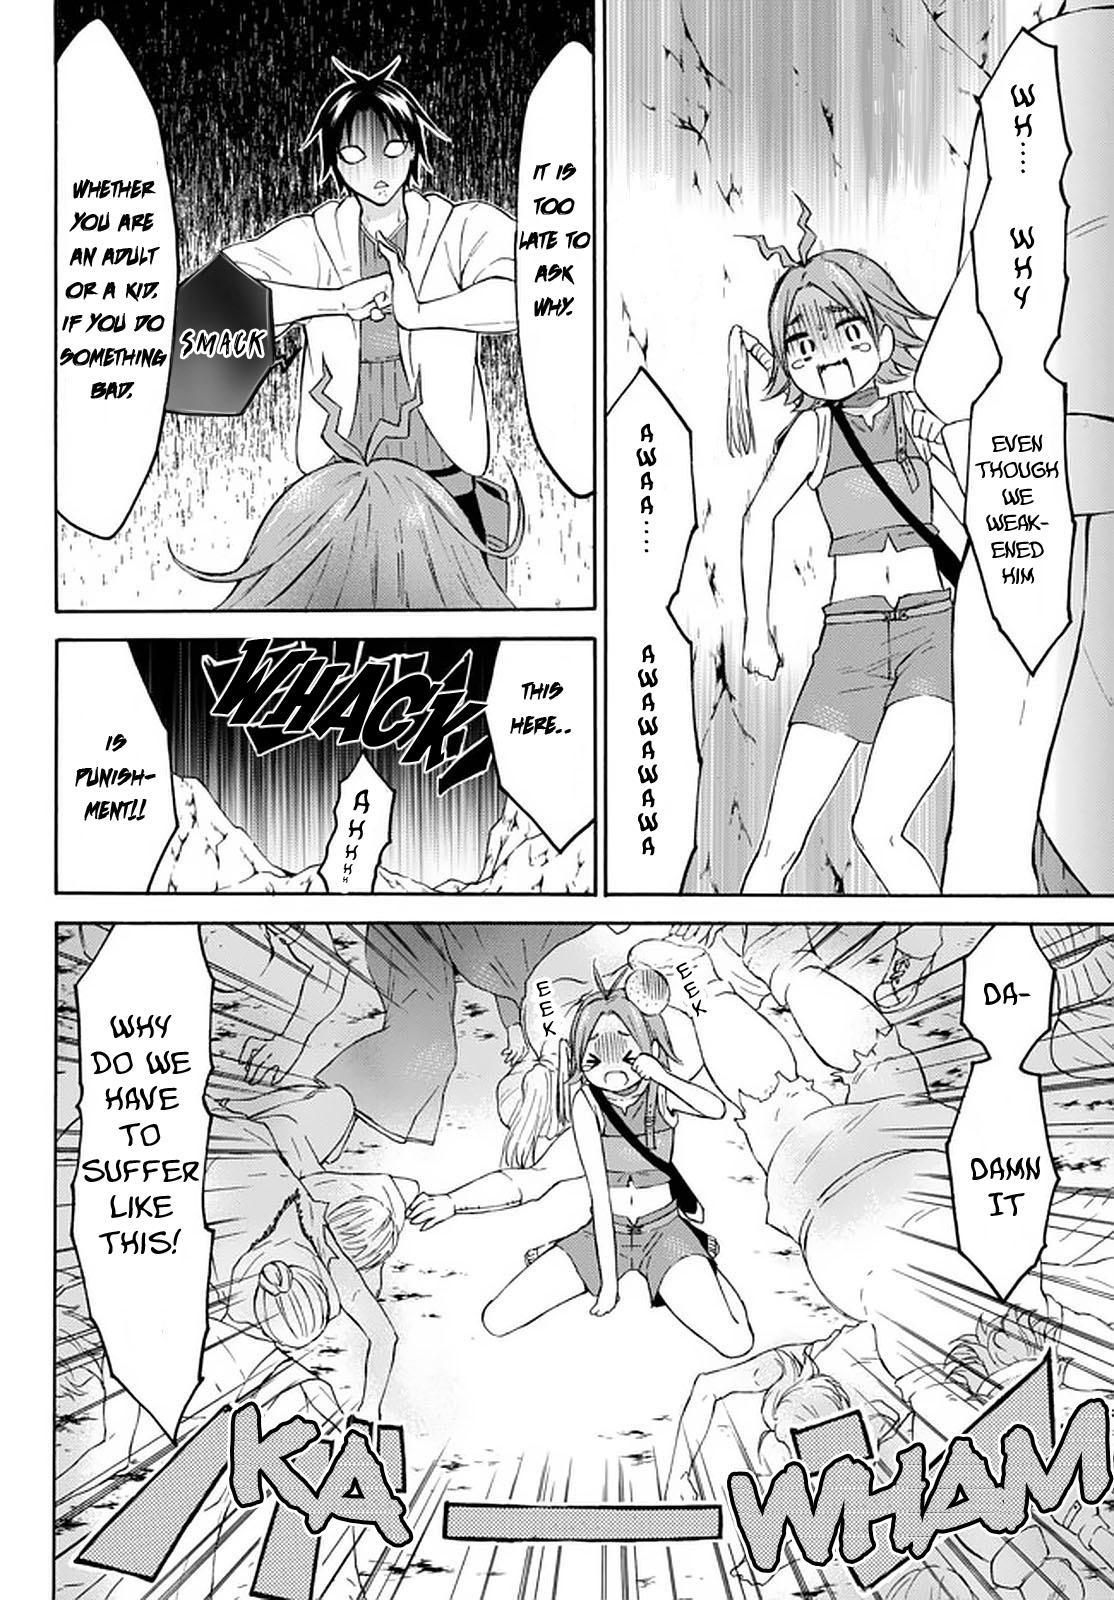 WH....
WHY
EVEN
THOUGH
WE
WEAK-
ENED
HIM
AWAA....
AWAWAWAWA
IT IS
TOO
LATE TO
ASK
WHY.
SMACK
WHETHER
YOU ARE
AN ADULT
OR A KID,
IF YOU DO
SOMETHING
BAD,
THIS
HERE..
WHACK!
AHHHH
IS
PUNISH-
MENT!!
DA-
DAMN
IT
EEK
EEK
WHY
DO WE
HAVE
TO
SUFFER
LIKE
THIS!
KA
WHAM